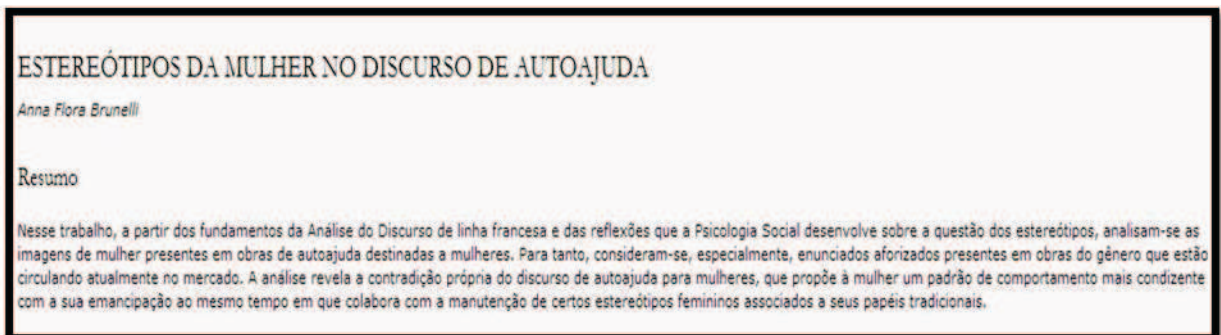 ESTEREÓTIPOS DA MULHER NO DISCURSO DE AUTOAJUDA
Anna Flora Brunelli
Resumo
Nesse trabalho, a partir dos fundamentos da Análise do Discurso de linha francesa e das reflexões que a Psicologia Social desenvolve sobre a questão dos estereótipos, analisam-se as
imagens de mulher presentes em obras de autoajuda destinadas a mulheres. Para tanto, consideram-se, especialmente, enunciados aforizados presentes em obras do gênero que estão
circulando atualmente no mercado. A análise revela a contradição própria do discurso de autoajuda para mulheres, que propõe à mulher um padrão de comportamento mais condizente
com a sua emancipação ao mesmo tempo em que colabora com a manutenção de certos estereótipos femininos associados a seus papéis tradicionais.